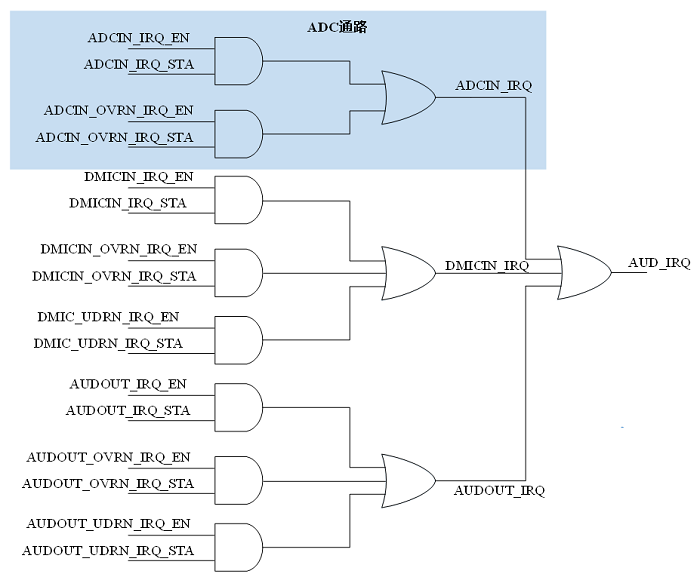 ADC通路
ADCIN_IRQ_EN
ADCIN_IRQ_STA
ADCIN_IRQ
ADCIN_OVRN_IRQ_EN
ADCIN_OVRN_IRQ_STA
DMICIN_IRQ_EN
DMICIN_IRQ_STA
DMICIN_OVRN_IRQ_EN
DMICIN_OVRN_IRQ_STA
DMICIN_IRQ
AUD_IRQ
DMIC_UDRN_IRQ_EN
DMIC_UDRN_IRQ_STA
AUDOUT_IRQ_EN
AUDOUT_IRQ_STA
AUDOUT_OVRN_IRQ_EN
AUDOUT_OVRN_IRQ_STA
AUDOUT_IRQ
AUDOUT_UDRN_IRQ_EN
AUDOUT_UDRN_IRQ_STA